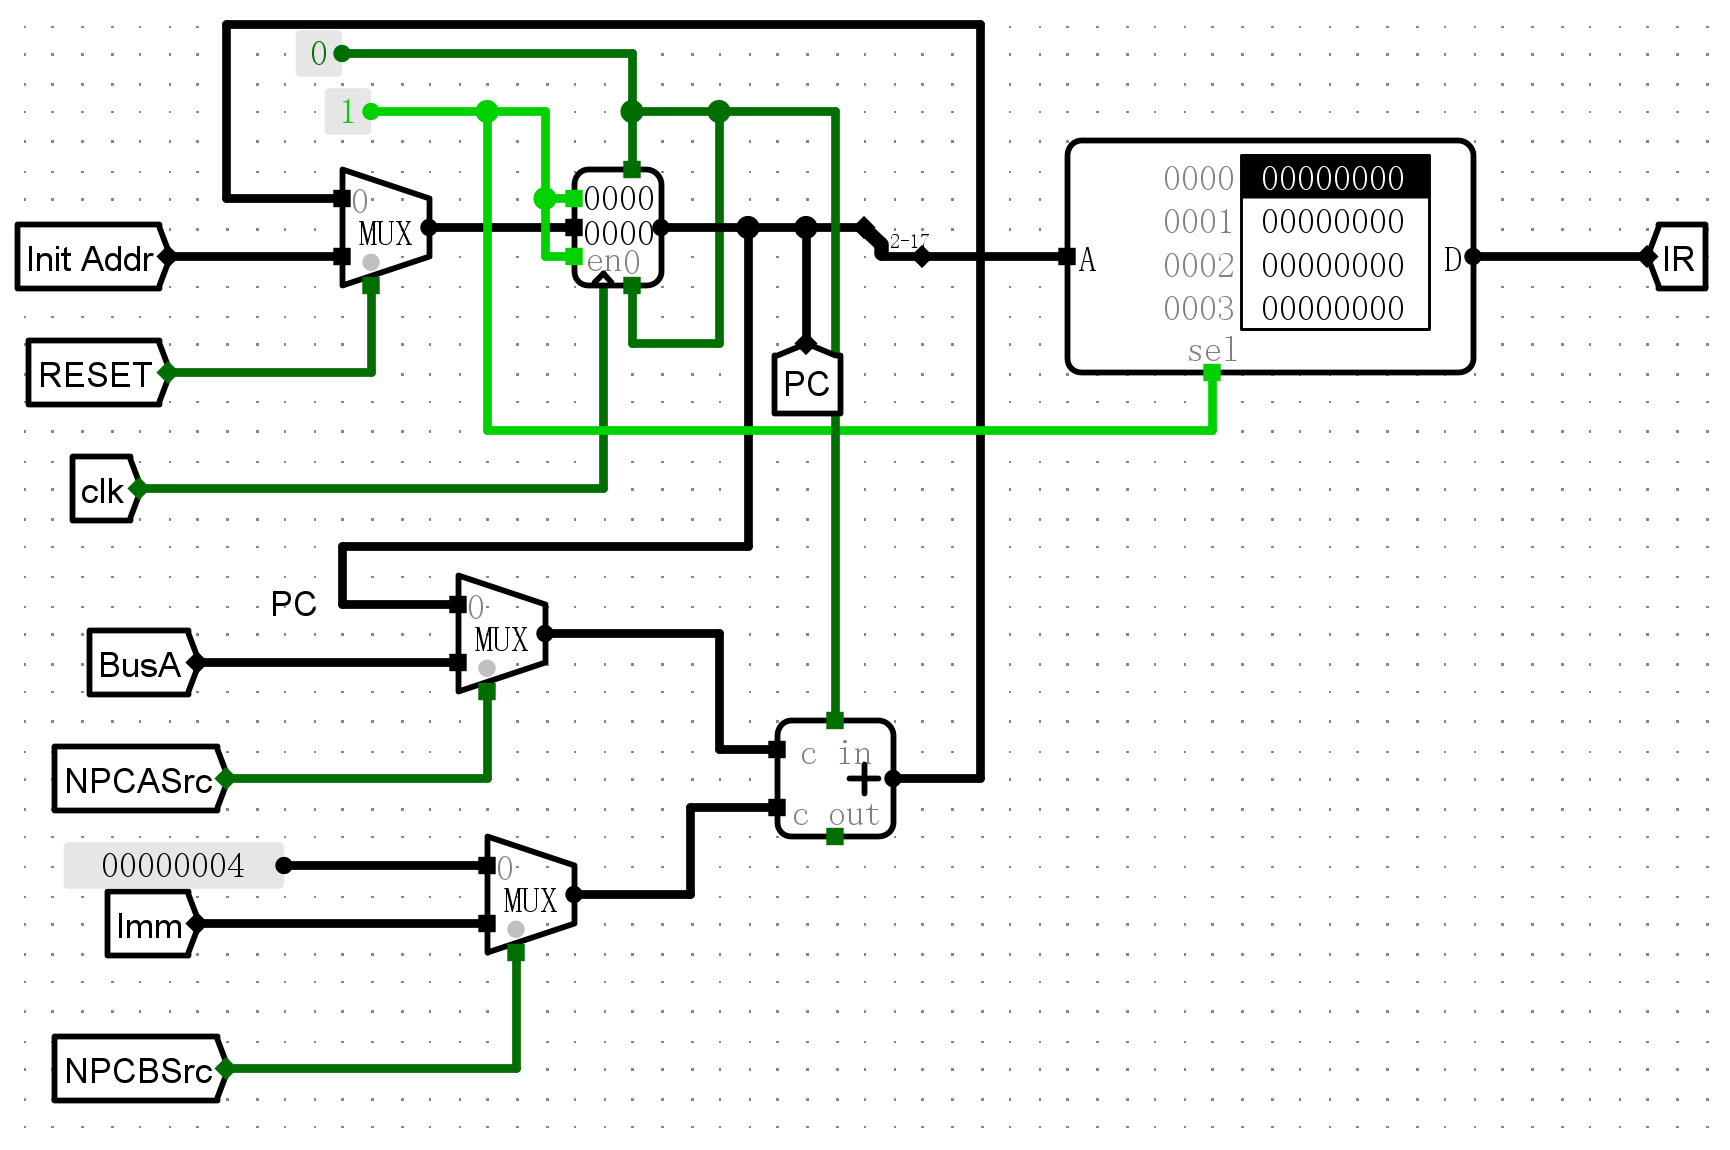 0
1
0
MUX
Init Addr
RESET
clk
0000
0000
en0
2-17
PC
A
0000 00000000
0001 00000000
0002 00000000
0003 00000000
sel
D
IR
PC
0
MUX
BusA
NPCASrc
c in
+
c out
00000004
0
MUX
Imm
NPCBSrc